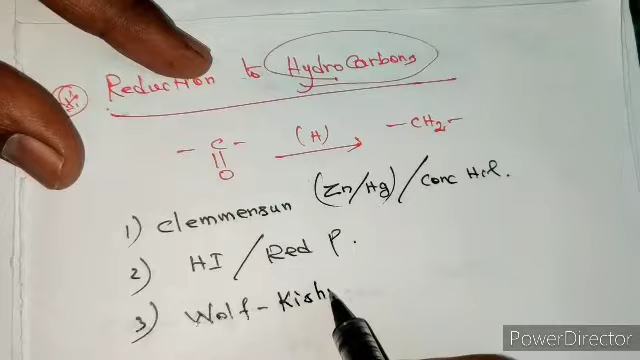 Reduction to HydroCarbons
- C - (H) -CH2-
O
1) Clemmensun (Zn/Hg)/Conc HCl.
2) HI / Red P.
3) Wolf - Kish
PowerDirector